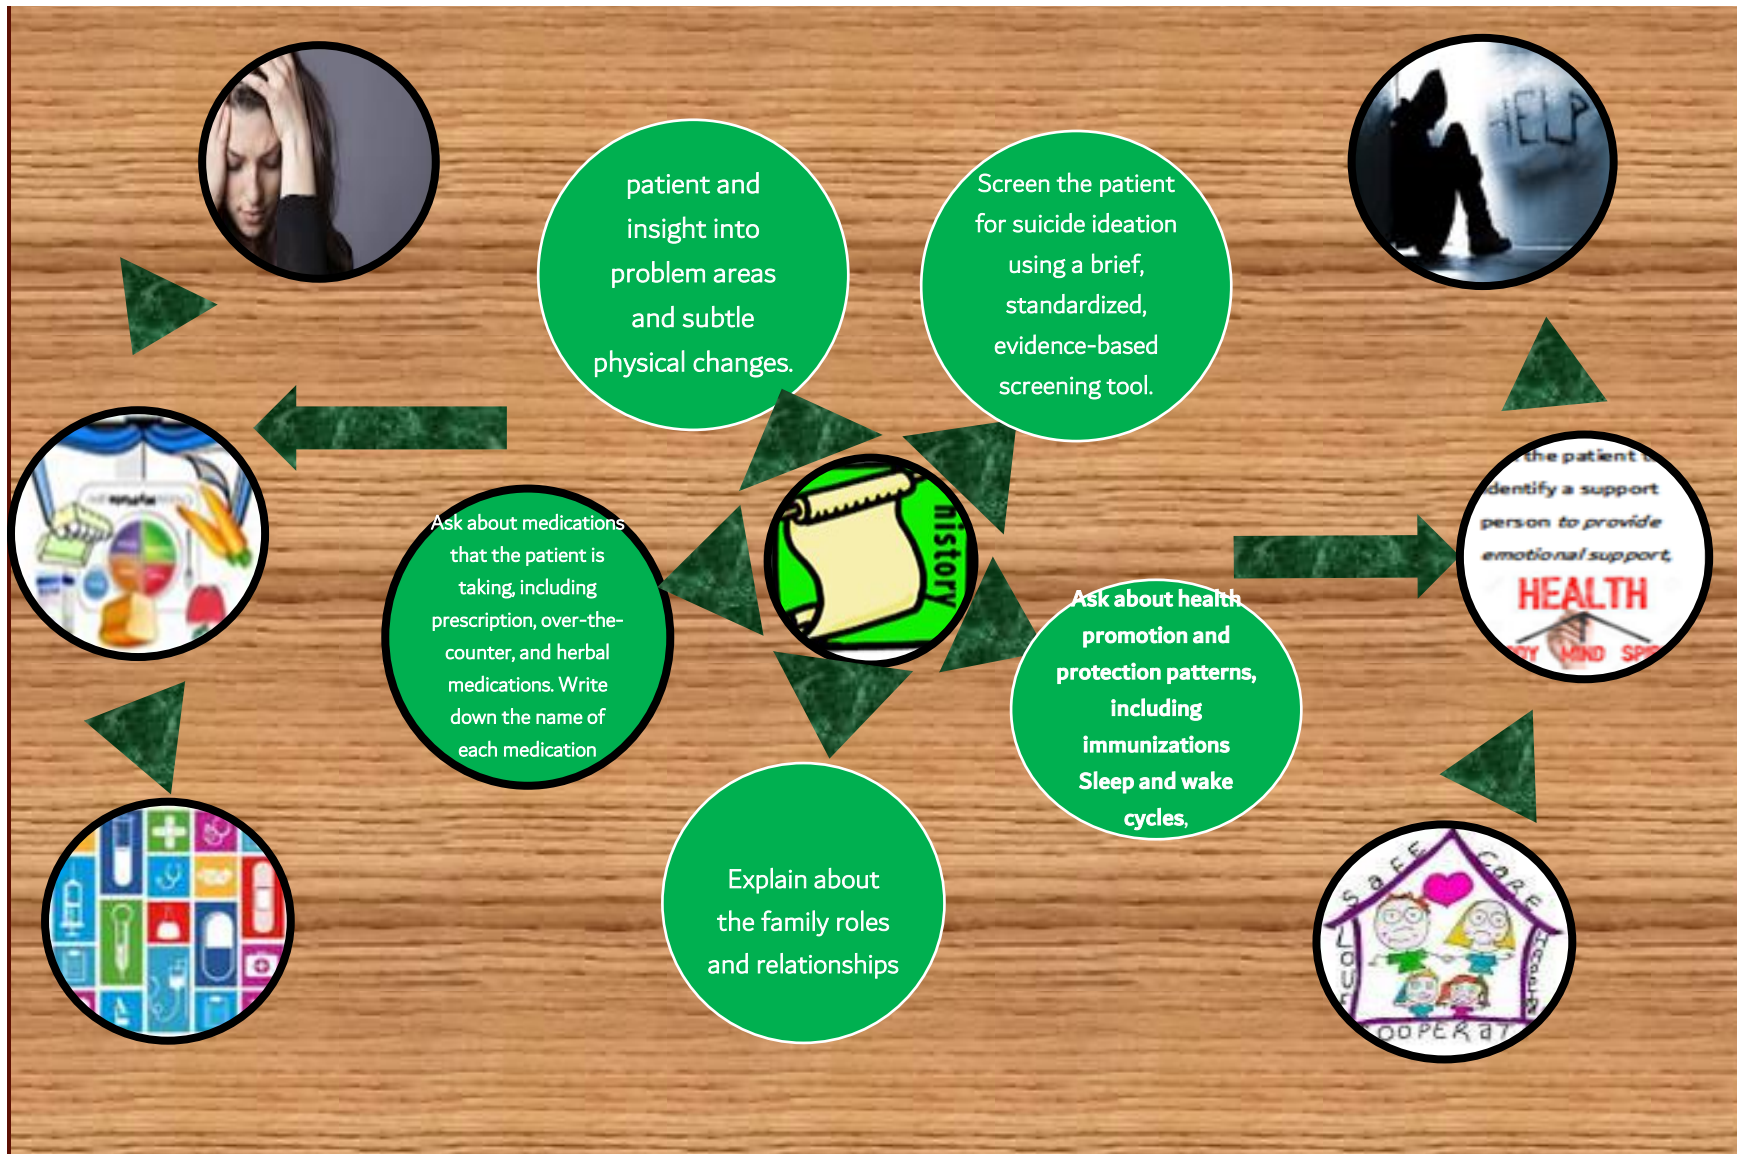 patient and
insight into
problem areas
and subtle
physical changes.
Screen the patient
for suicide ideation
using a brief,
standardized,
evidence-based
screening tool.
HELP
Ask about medications
that the patient is
taking, including
prescription, over-the-
counter, and herbal
medications. Write
down the name of
each medication
history
Ask about health
promotion and
protection patterns,
including
immunizations
Sleep and wake
cycles,
the patient
identify a support
person to provide
emotional support,
HEALTH
MIND
Explain about
the family roles
and relationships
SaFE
CaRE
LOVE